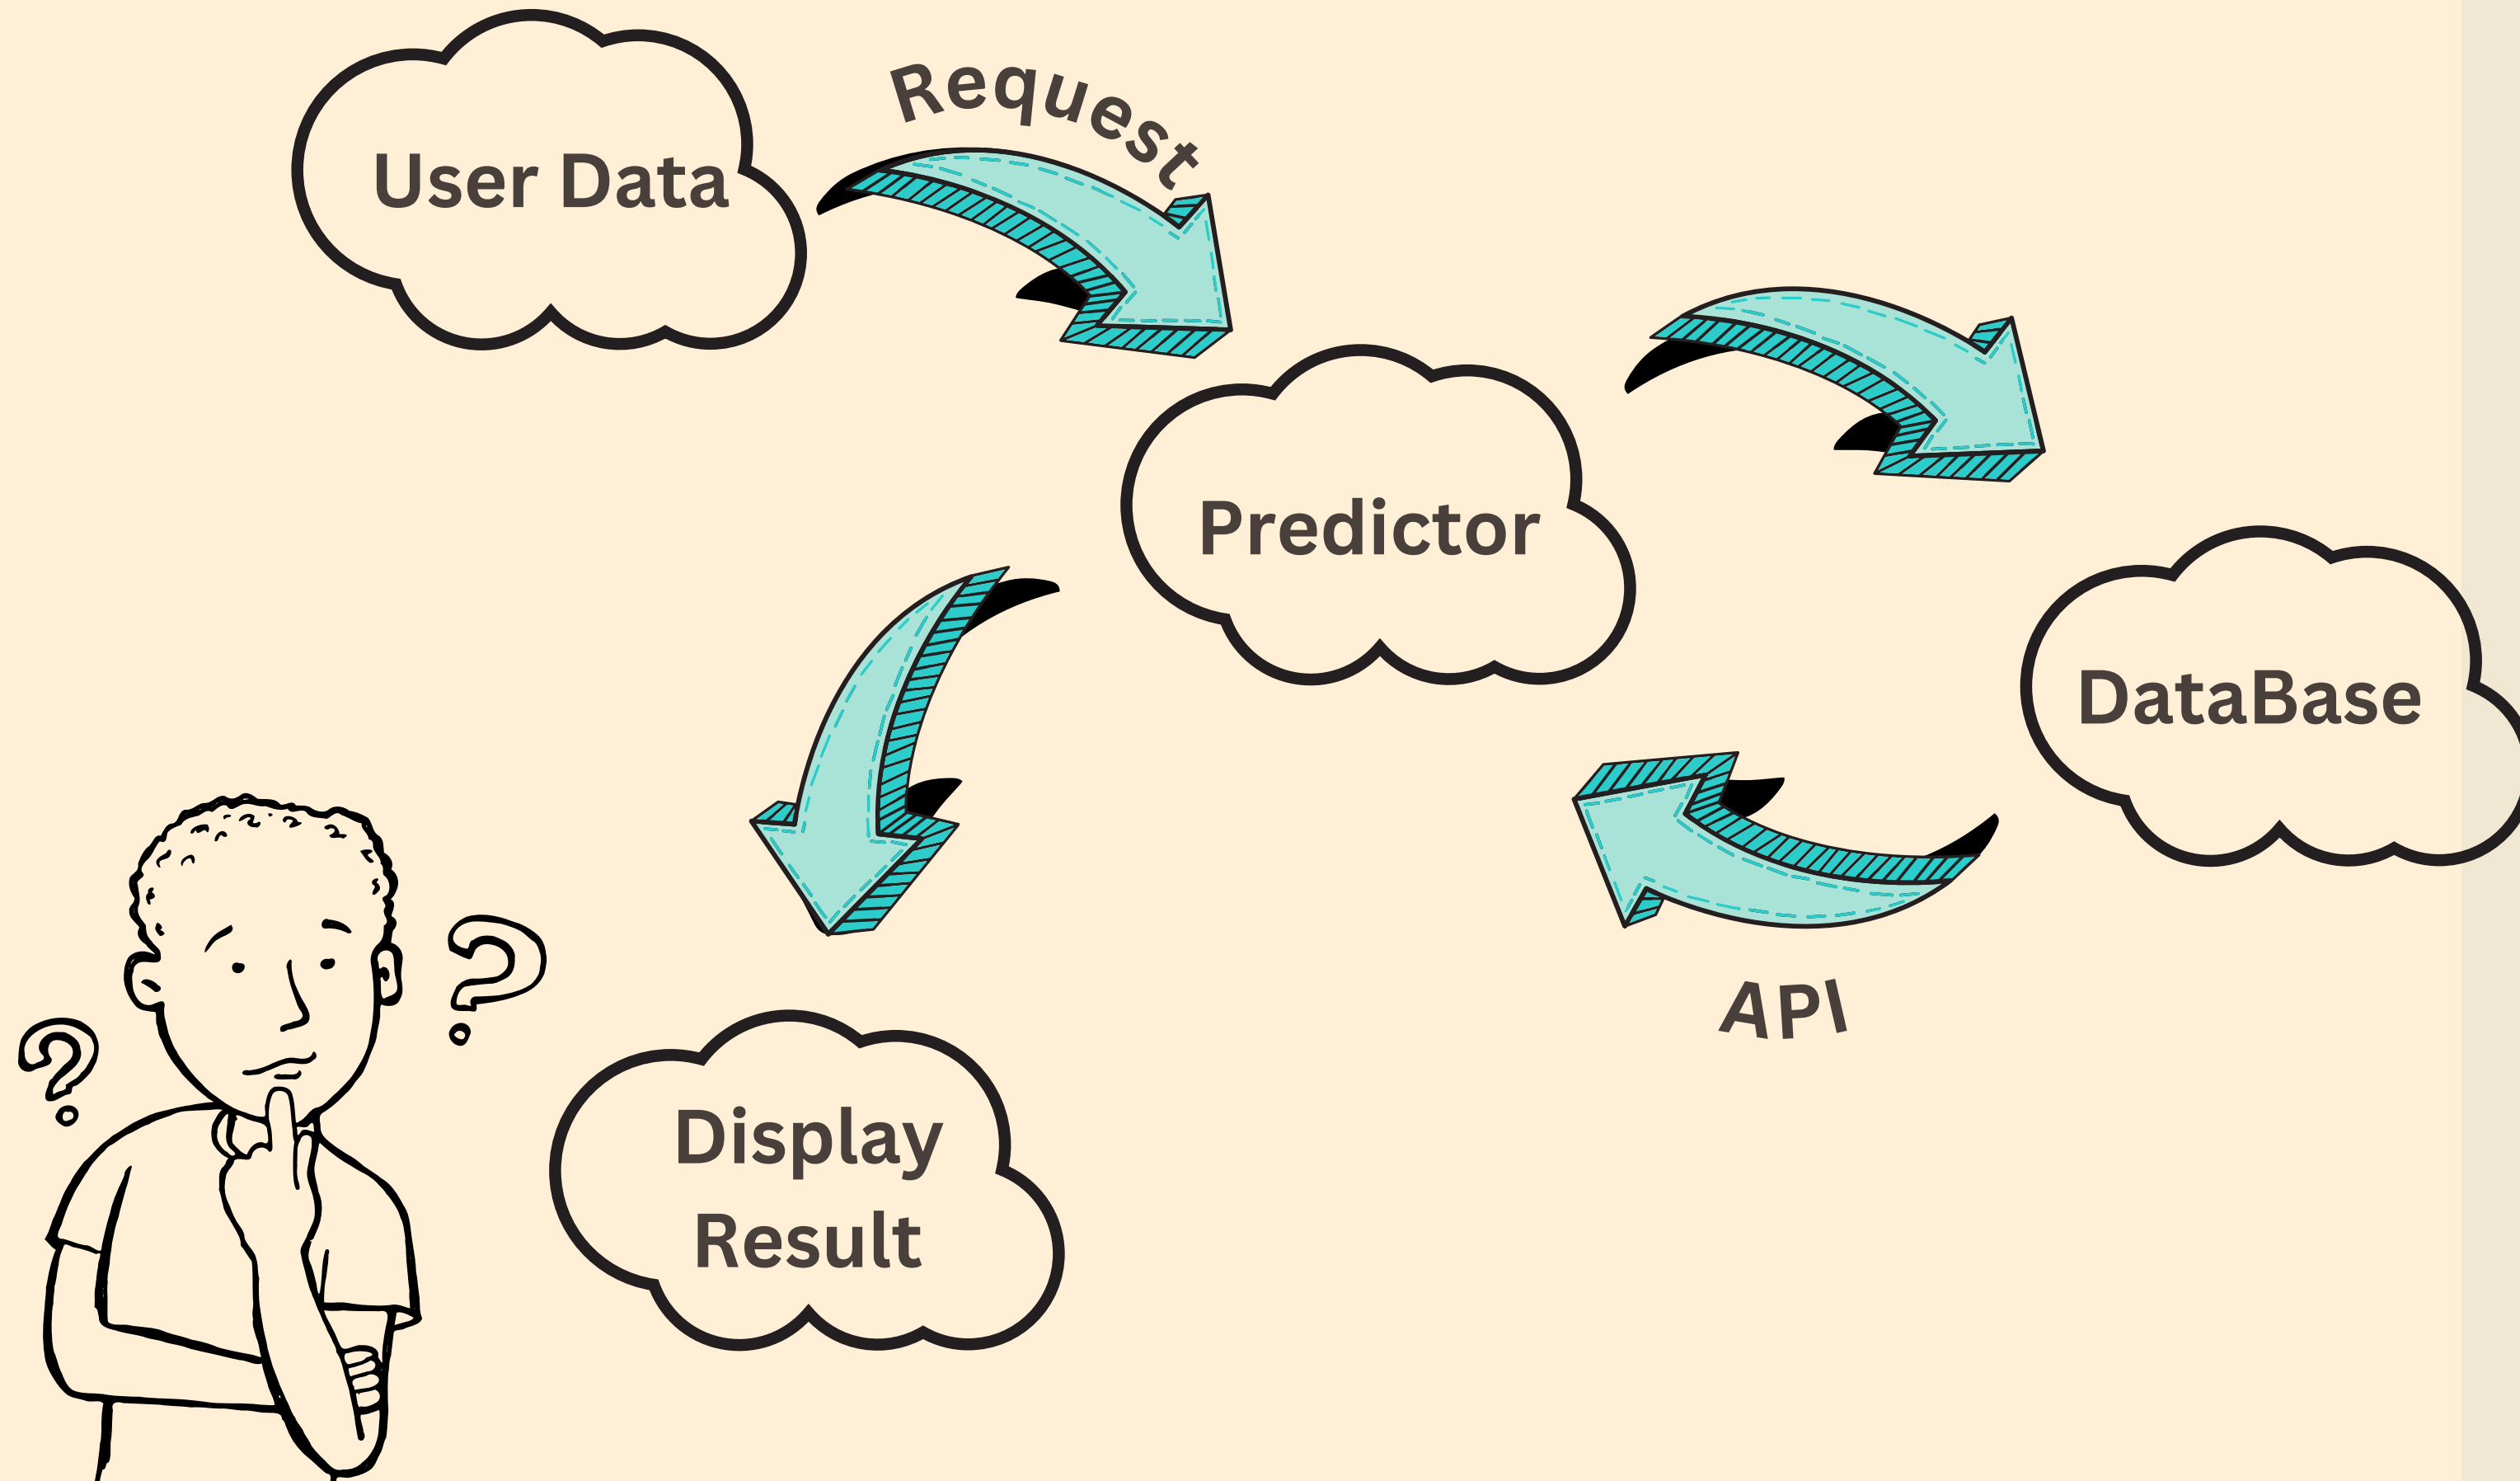 User Data
Request
Predictor
DataBase
API
Display
Result